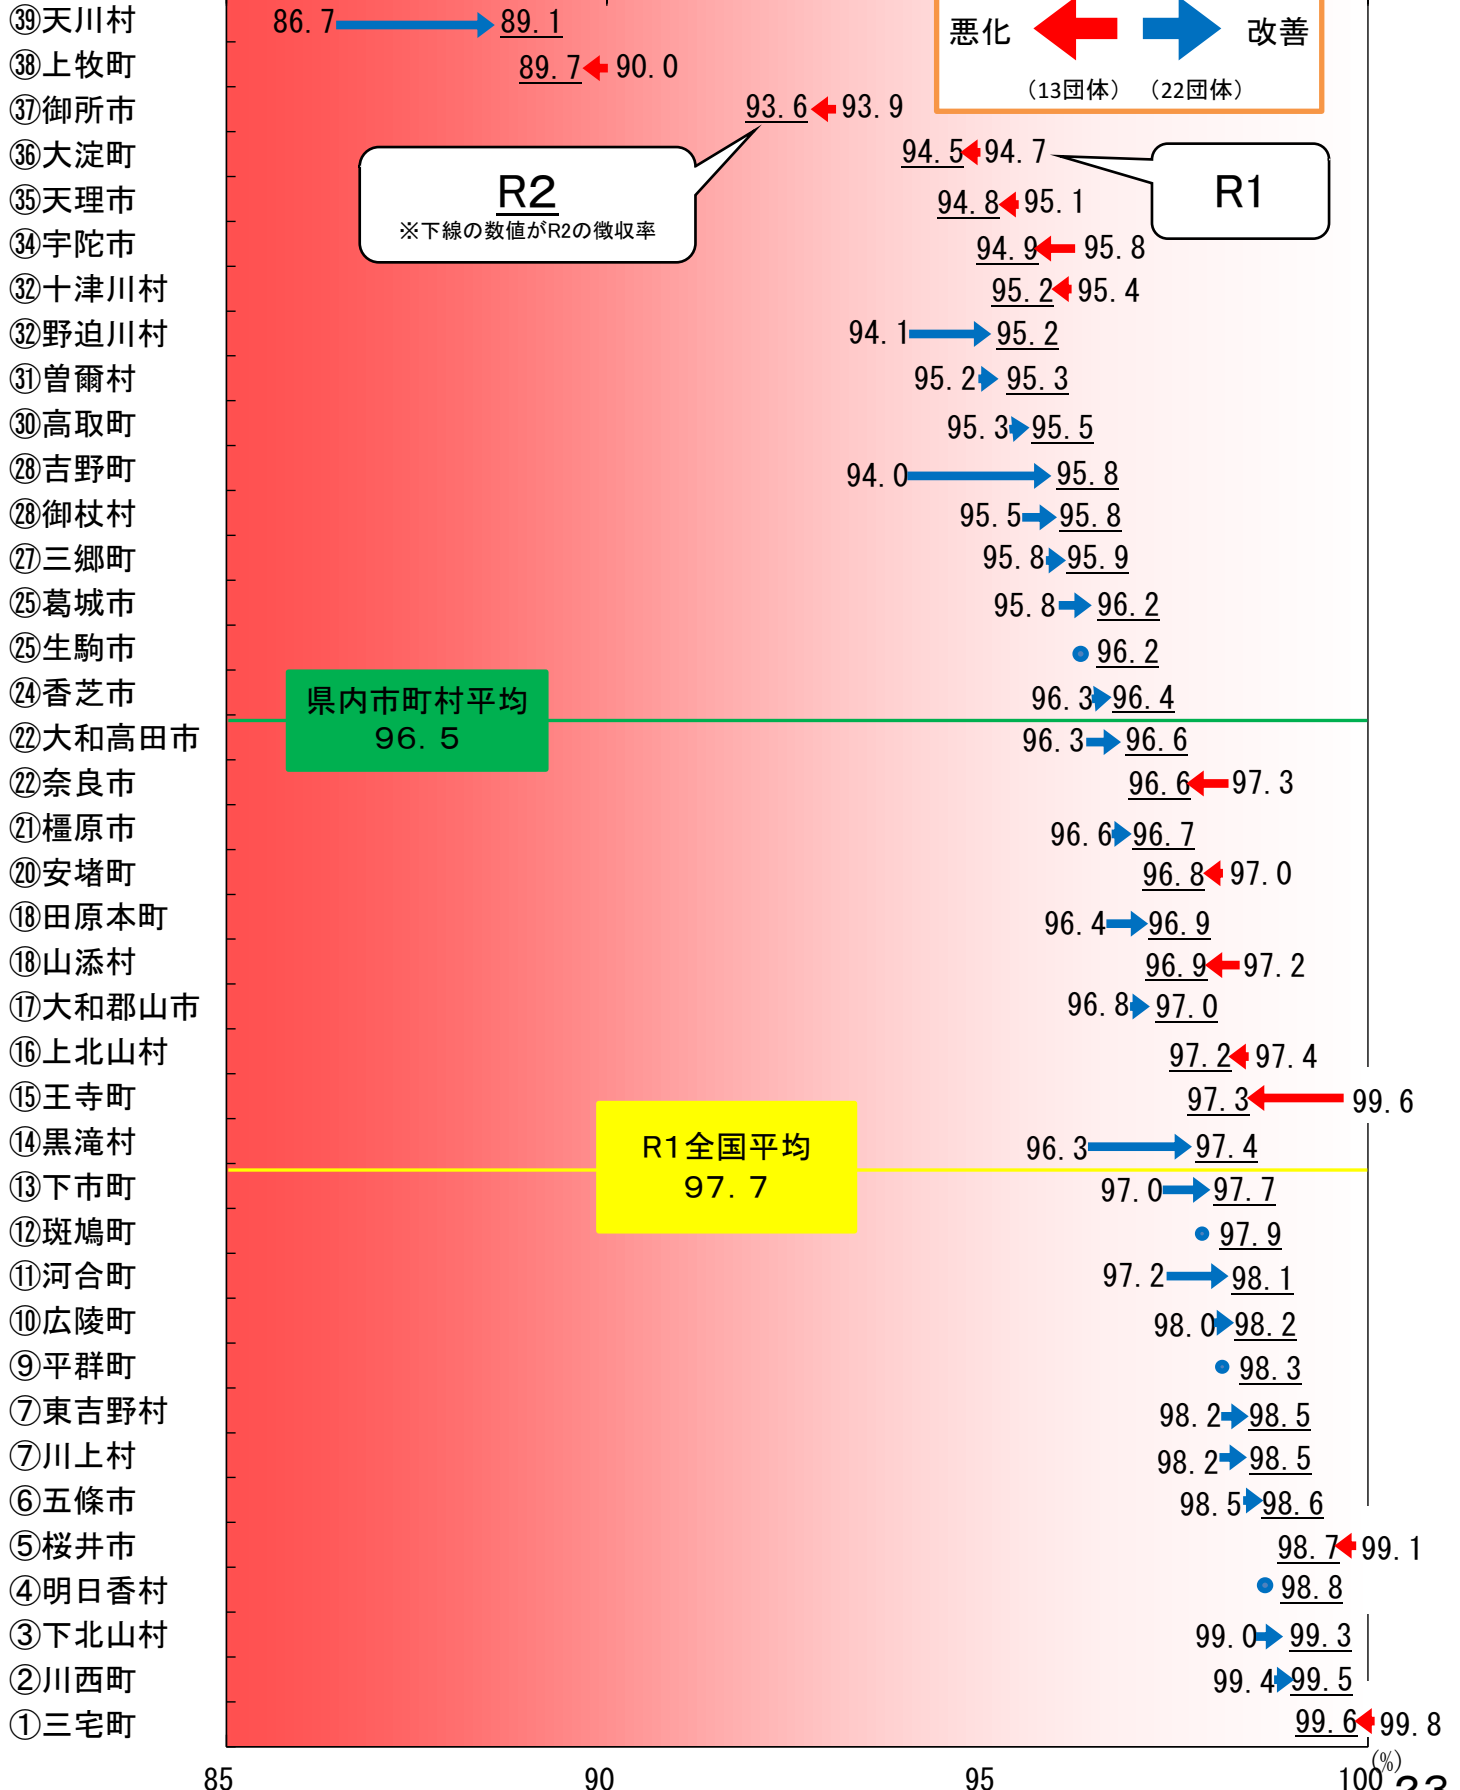 ㊴天川村 86.7 89.1
悪化 改善
（13団体） （22団体）
㊳上牧町 89.7 90.0
㊲御所市 93.6 93.9
㊱大淀町 94.5 94.7
R2
※下線の数値がR2の徴収率
R1
㉟天理市 94.8 95.1
㉞宇陀市 94.9 95.8
㉜十津川村 95.2 95.4
㉜野迫川村 94.1 95.2
㉛曽爾村 95.2 95.3
㉚高取町 95.3 95.5
㉘吉野町 94.0 95.8
㉘御杖村 95.5 95.8
㉗三郷町 95.8 95.9
㉕葛城市 95.8 96.2
㉕生駒市 96.2
㉔香芝市 96.3 96.4
県内市町村平均
96.5
㉒大和高田市 96.3 96.6
㉒奈良市 96.6 97.3
㉑橿原市 96.6 96.7
⑳安堵町 96.8 97.0
⑱田原本町 96.4 96.9
⑱山添村 96.9 97.2
⑰大和郡山市 96.8 97.0
⑯上北山村 97.2 97.4
⑮王寺町 97.3 99.6
⑭黒滝村 96.3 97.4
R1全国平均
97.7
⑬下市町 97.0 97.7
⑫斑鳩町 97.9
⑪河合町 97.2 98.1
⑩広陵町 98.0 98.2
⑨平群町 98.3
⑦東吉野村 98.2 98.5
⑦川上村 98.2 98.5
⑥五條市 98.5 98.6
⑤桜井市 98.7 99.1
④明日香村 98.8
③下北山村 99.0 99.3
②川西町 99.4 99.5
①三宅町 99.6 99.8
85 90 95 100
(%)
23